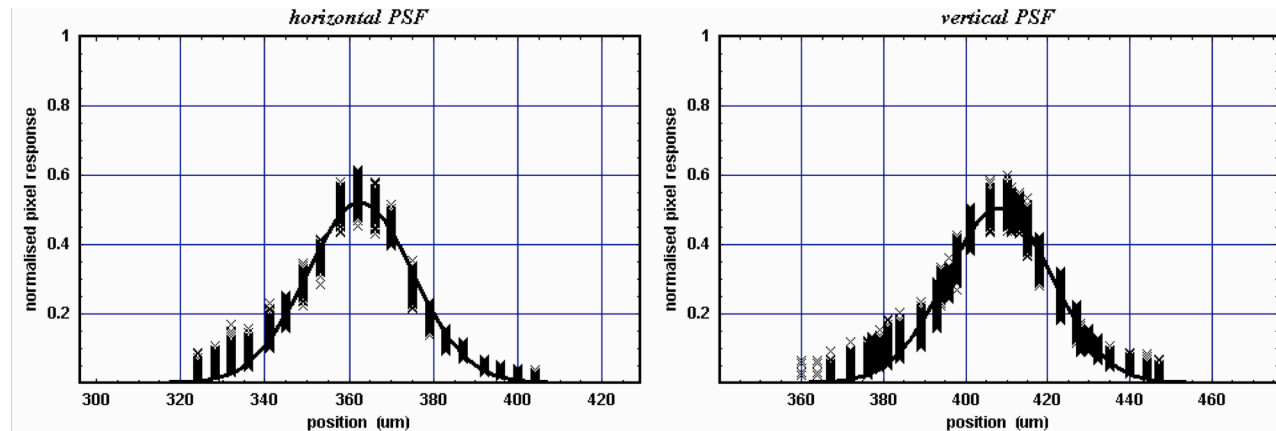 horizontal PSF
1
0.8
0.6
0.4
0.2
normalised pixel response
300 320 340 360 380 400 420
position (um)
vertical PSF
1
0.8
0.6
0.4
0.2
normalised pixel response
360 380 400 420 440 460
position (um)